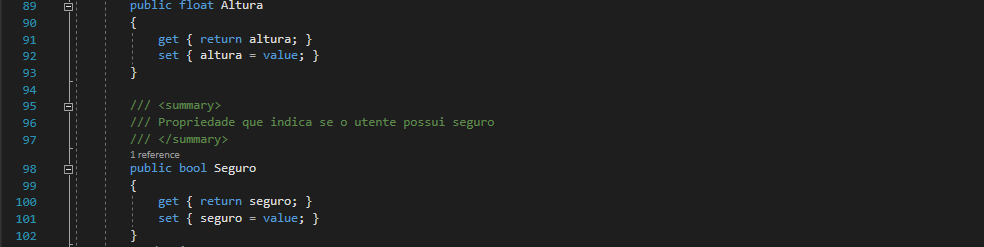 89 public float Altura
90 {
91 get { return altura; }
92 set { altura = value; }
93 }
94
95 /// <summary>
96 /// Propriedade que indica se o utente possui seguro
97 /// </summary>
1 reference
98 public bool Seguro
99 {
100 get { return seguro; }
101 set { seguro = value; }
102 }